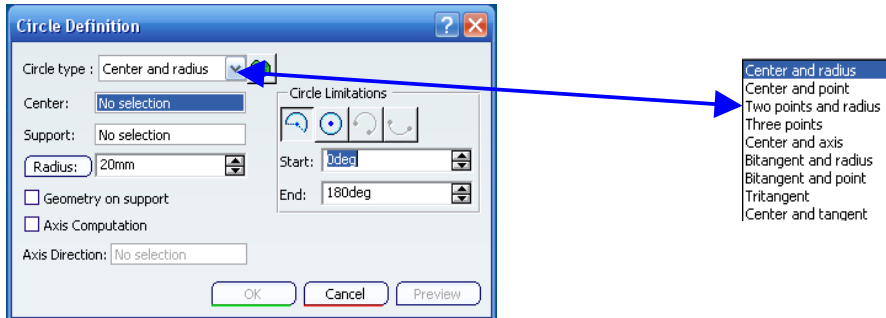 Circle Definition
Circle type : Center and radius
Center: No selection
Support: No selection
Radius: 20mm
Geometry on support
Axis Computation
Axis Direction: No selection
Circle Limitations
Start: 0deg
End: 180deg
OK Cancel Preview
Center and radius
Center and point
Two points and radius
Three points
Center and axis
Bitangent and radius
Bitangent and point
Tritangent
Center and tangent